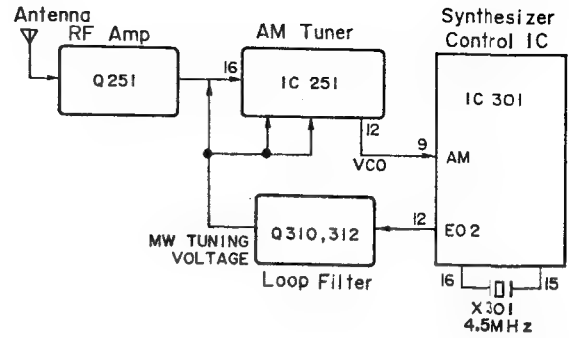 Antenna
RF Amp
AM Tuner
Synthesizer
Control IC
Q251
16
IC 251
IC 301
12
9
VCO
AM
12
Q310,312
EO2
MW TUNING
VOLTAGE
Loop Filter
16
15
X301
4.5MHz